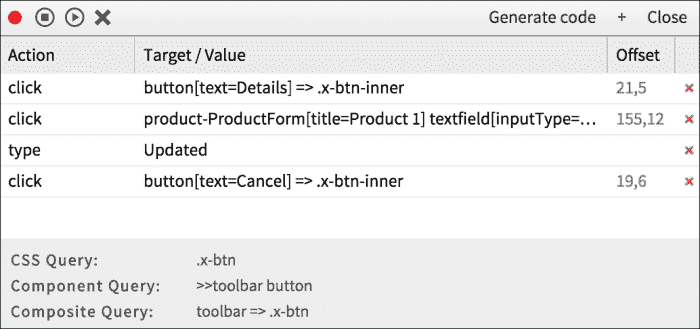 Generate code + Close
Action Target / Value Offset
click button[text=Details] => .x-btn-inner 21,5
click product-ProductForm[title=Product 1] textfield[inputType=... 155,12
type Updated
click button[text=Cancel] => .x-btn-inner 19,6
CSS Query: .x-btn
Component Query: >>toolbar button
Composite Query: toolbar => .x-btn